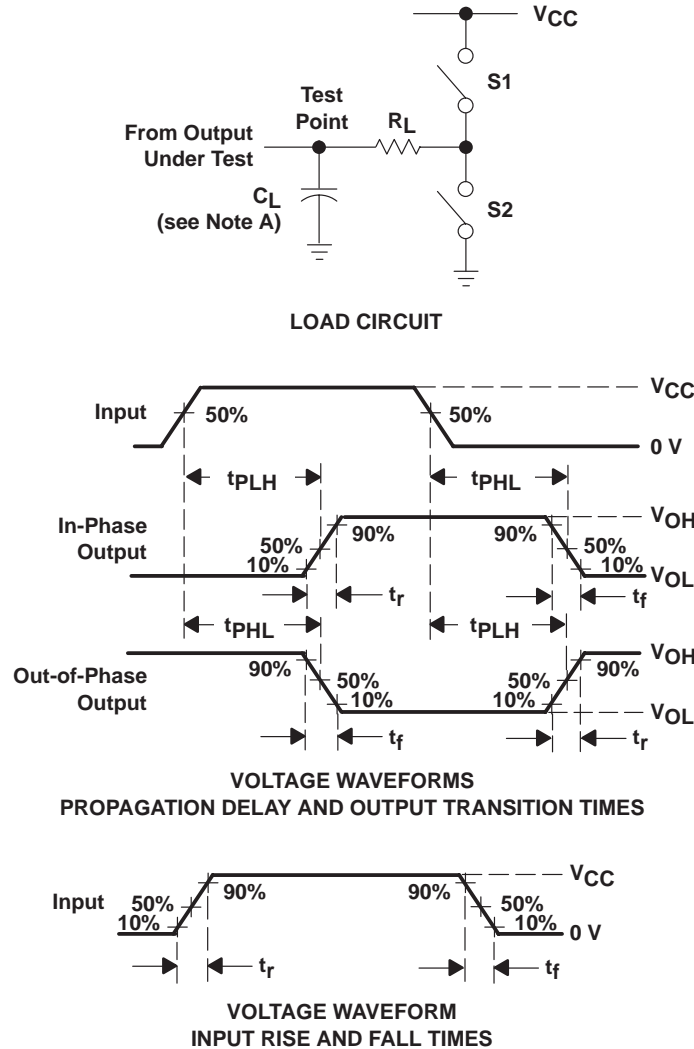 VCC
S1
Test
Point
RL
From Output
Under Test
CL
(see Note A)
S2
LOAD CIRCUIT
Input
50%
50%
VCC
0 V
tPLH
tPHL
In-Phase
Output
50%
10%
90%
90%
50%
10%
VOH
VOL
tr
tf
tPHL
tPLH
Out-of-Phase
Output
90%
50%
10%
50%
10%
90%
VOH
VOL
tf
tr
VOLTAGE WAVEFORMS
PROPAGATION DELAY AND OUTPUT TRANSITION TIMES
Input
50%
10%
90%
90%
50%
10%
VCC
0 V
tr
tf
VOLTAGE WAVEFORM
INPUT RISE AND FALL TIMES